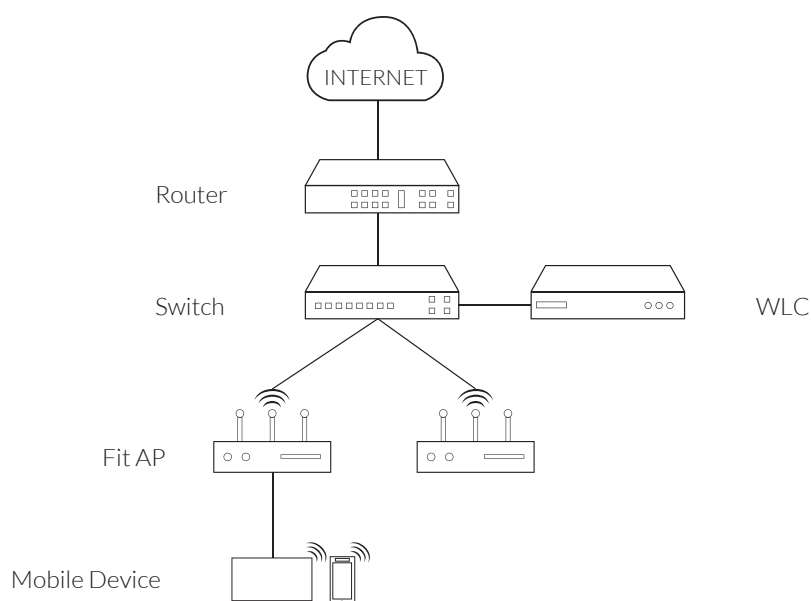 INTERNET
Router
Switch
WLC
Fit AP
Mobile Device